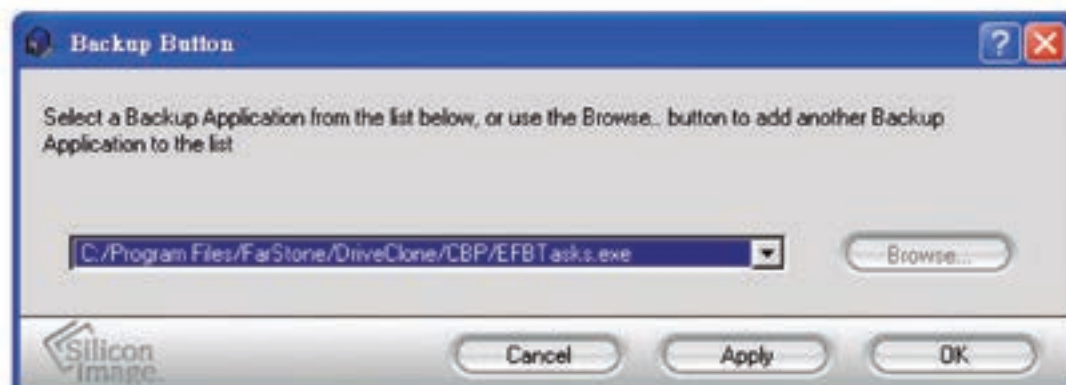 Backup Button
Select a Backup Application from the list below, or use the Browse... button to add another Backup
Application to the list
C:/Program Files/FarStone/DriveClone/CBP/EFBTasks.exe
Browse...
Silicon
Image
Cancel
Apply
OK